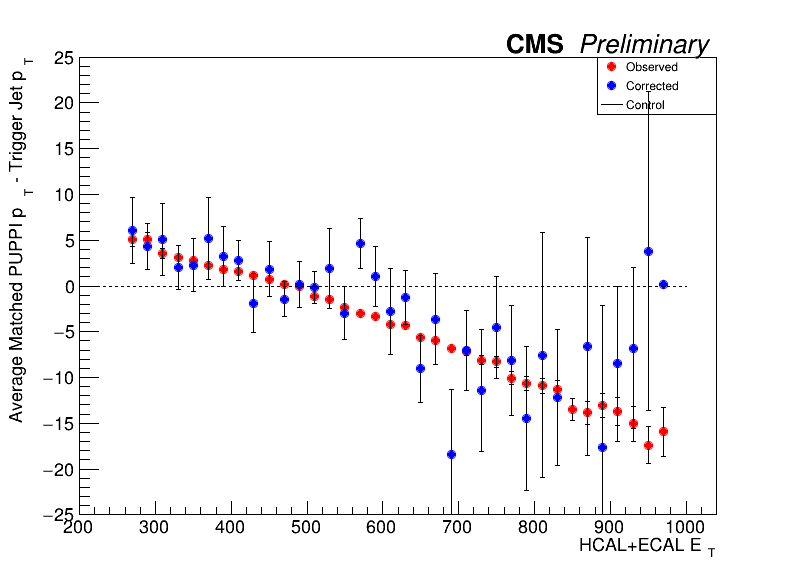 CMS Preliminary
Average Matched PUPPI p_T - Trigger Jet p_T
Observed
Corrected
Control
25
20
15
10
5
0
−5
−10
−15
−20
−25
200 300 400 500 600 700 800 900 1000
HCAL+ECAL E_T